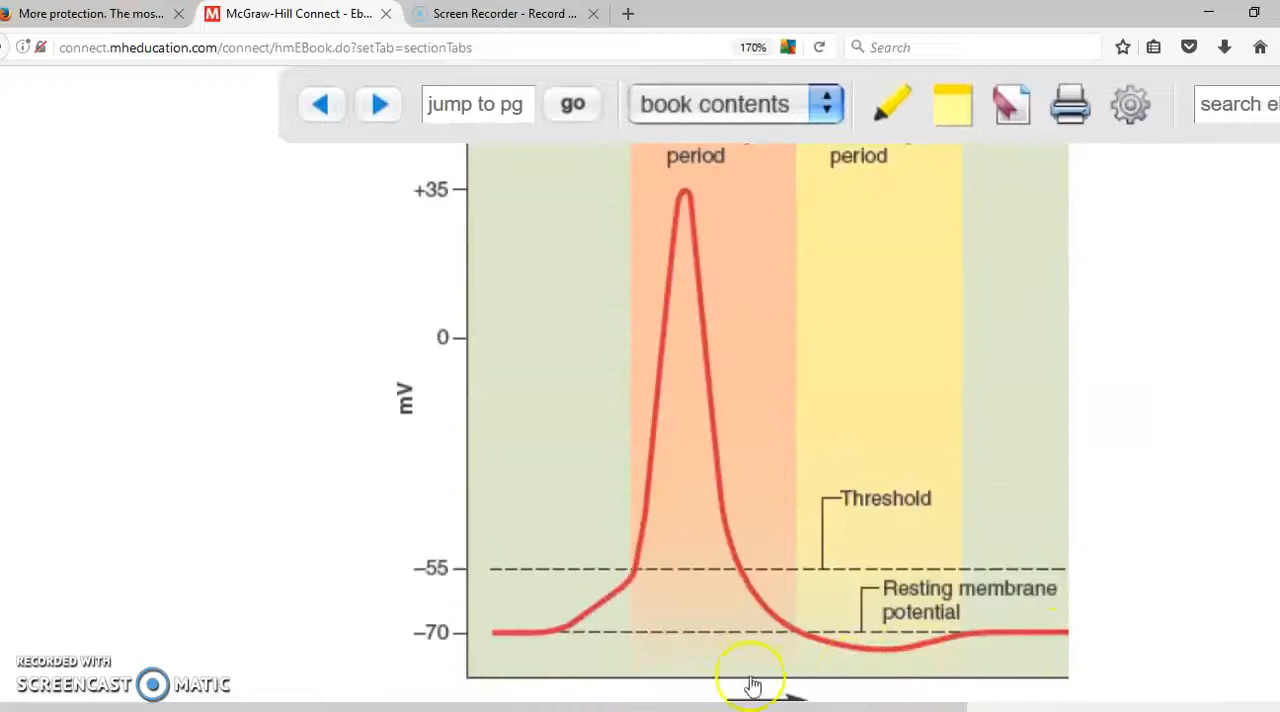 More protection. The mos...
McGraw-Hill Connect - Eb...
Screen Recorder - Record ...
connect.mheducation.com/connect/hmEBook.do?setTab=sectionTabs
170%
Search
jump to pg
go
book contents
search el
period
period
+35
0
mV
Threshold
–55
Resting membrane
potential
–70
RECORDED WITH
SCREENCAST MATIC